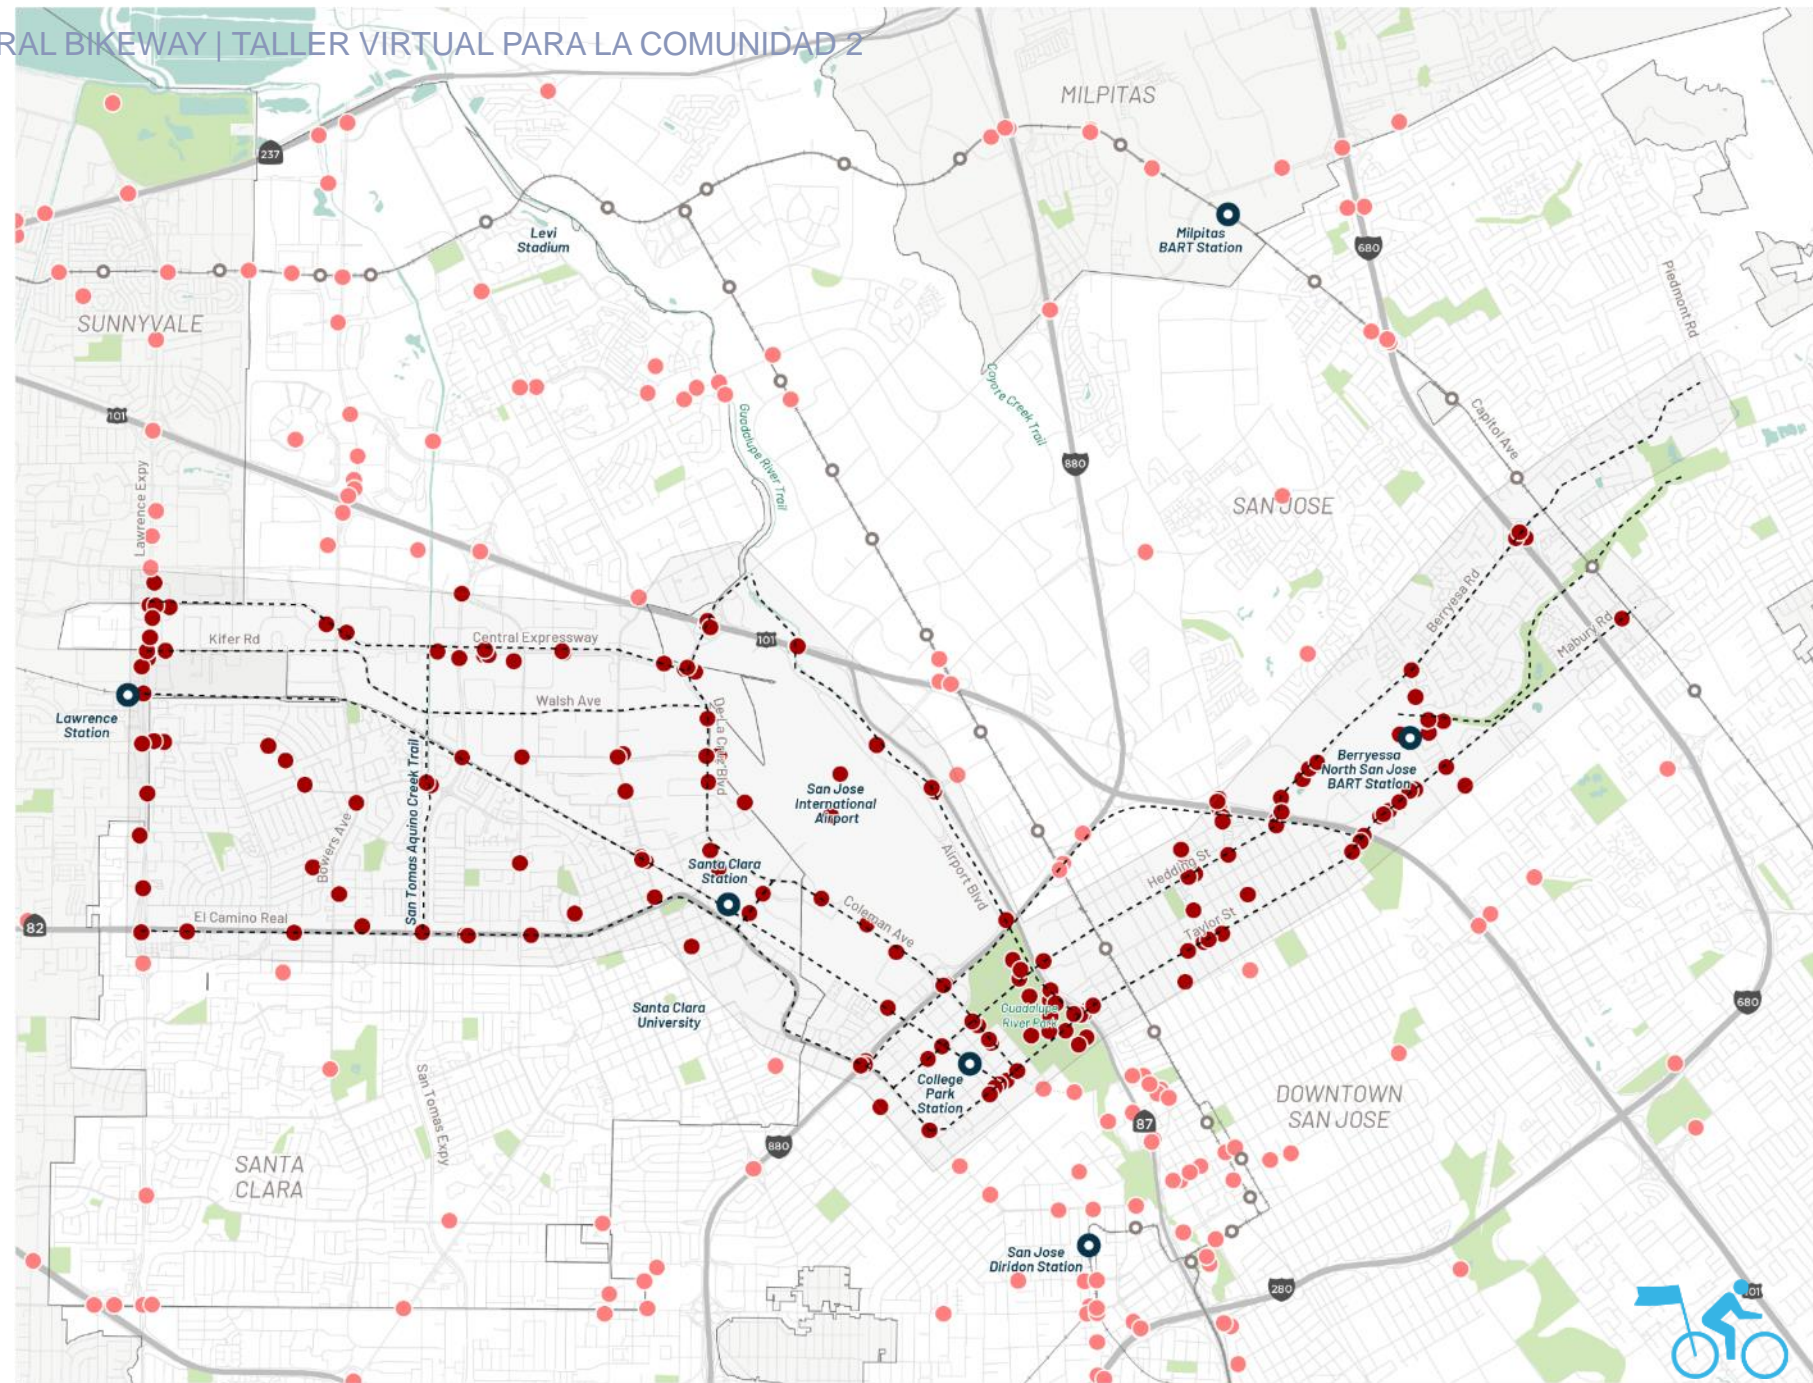 RAL BIKEWAY | TALLER VIRTUAL PARA LA COMUNIDAD 2
MILPITAS
237
Levi
Stadium
Milpitas
BART Station
680
Piedmont Rd
SUNNYVALE
101
Guadalupe River Trail
Coyote Creek Trail
880
Capitol Ave
Lawrence Expy
SAN JOSE
Berryesa Rd
Mabury Rd
Kifer Rd
Central Expressway
101
Walsh Ave
De La Cruz Blvd
Lawrence
Station
San Tomas Aquino Creek Trail
San Jose
International
Airport
Berryessa
North San Jose
BART Station
Bowers Ave
Santa Clara
Station
Airport Blvd
Hedding St
82
El Camino Real
Coleman Ave
Taylor St
Santa Clara
University
Guadalupe
River Park
680
San Tomas Expy
College
Park
Station
DOWNTOWN
SAN JOSE
87
880
SANTA
CLARA
San Jose
Diridon Station
280
101